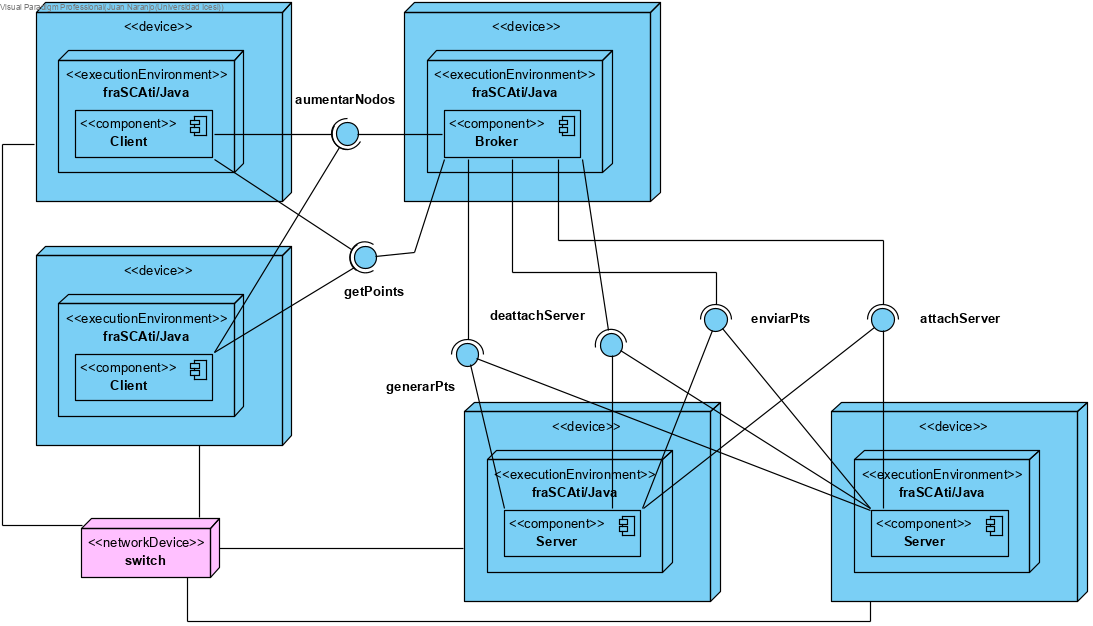 Visual Paradigm Professional(Juan Naranjo(Universidad Icesi))
<<device>>
<<executionEnvironment>>
fraSCAti/Java
<<component>>
Client
aumentarNodos
<<device>>
<<executionEnvironment>>
fraSCAti/Java
<<component>>
Broker
<<device>>
<<executionEnvironment>>
fraSCAti/Java
<<component>>
Client
getPoints
deattachServer
enviarPts
attachServer
generarPts
<<device>>
<<executionEnvironment>>
fraSCAti/Java
<<component>>
Server
<<device>>
<<executionEnvironment>>
fraSCAti/Java
<<component>>
Server
<<networkDevice>>
switch